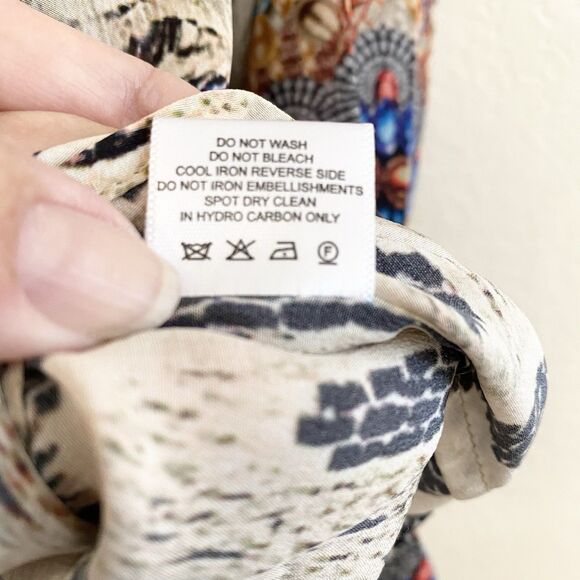 DO NOT WASH
DO NOT BLEACH
COOL IRON REVERSE SIDE
DO NOT IRON EMBELLISHMENTS
SPOT DRY CLEAN
IN HYDRO CARBON ONLY
F